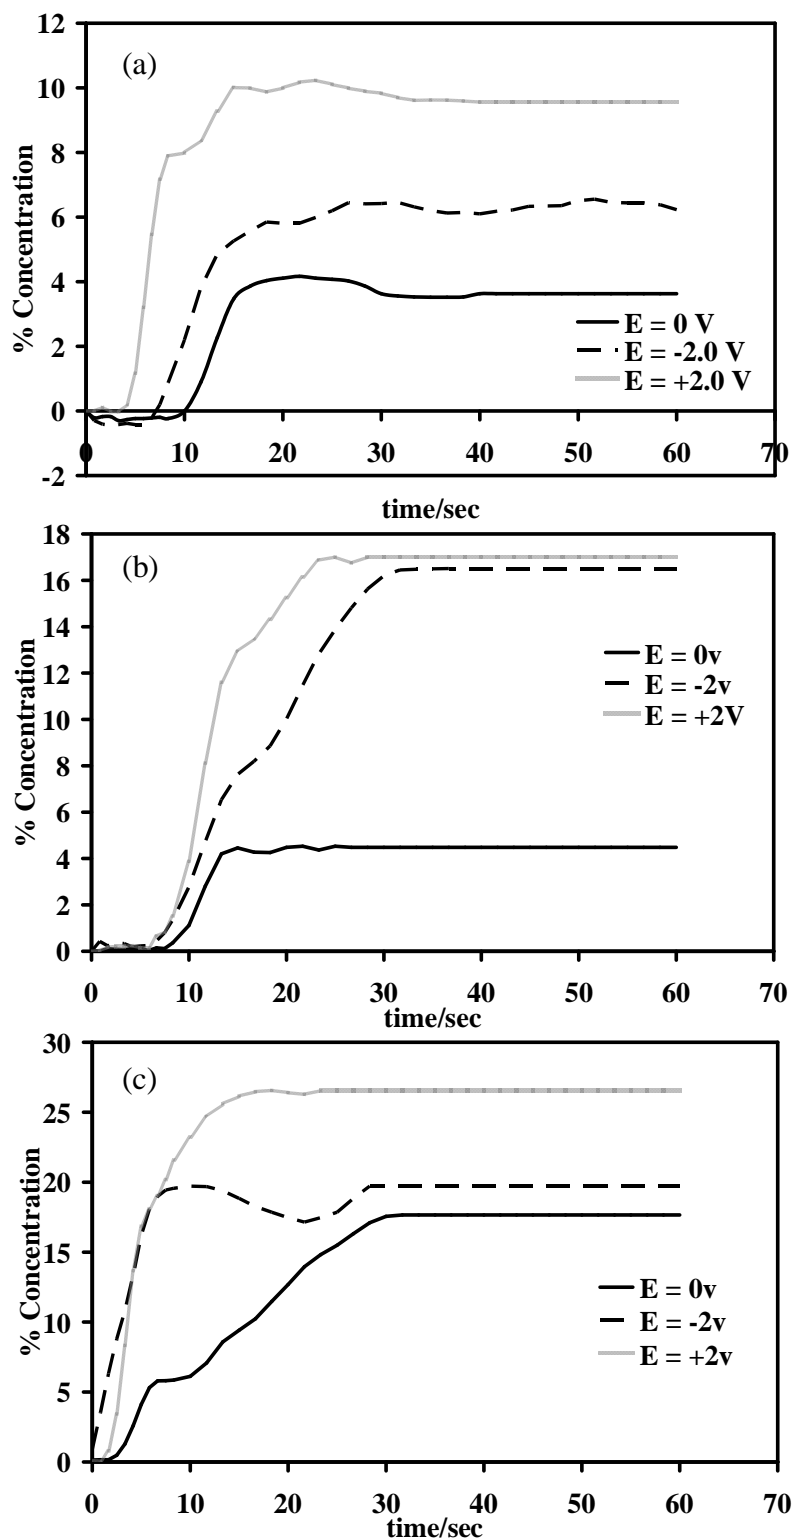 12
(a)
10
8
6
4
2
0
-2
% Concentration
E = 0 V
E = -2.0 V
E = +2.0 V
0 10 20 30 40 50 60 70
time/sec
18
(b)
16
14
12
10
8
6
4
2
0
% Concentration
E = 0v
E = -2v
E = +2V
0 10 20 30 40 50 60 70
time/sec
30
(c)
25
20
15
10
5
0
% Concentration
E = 0v
E = -2v
E = +2v
0 10 20 30 40 50 60 70
time/sec